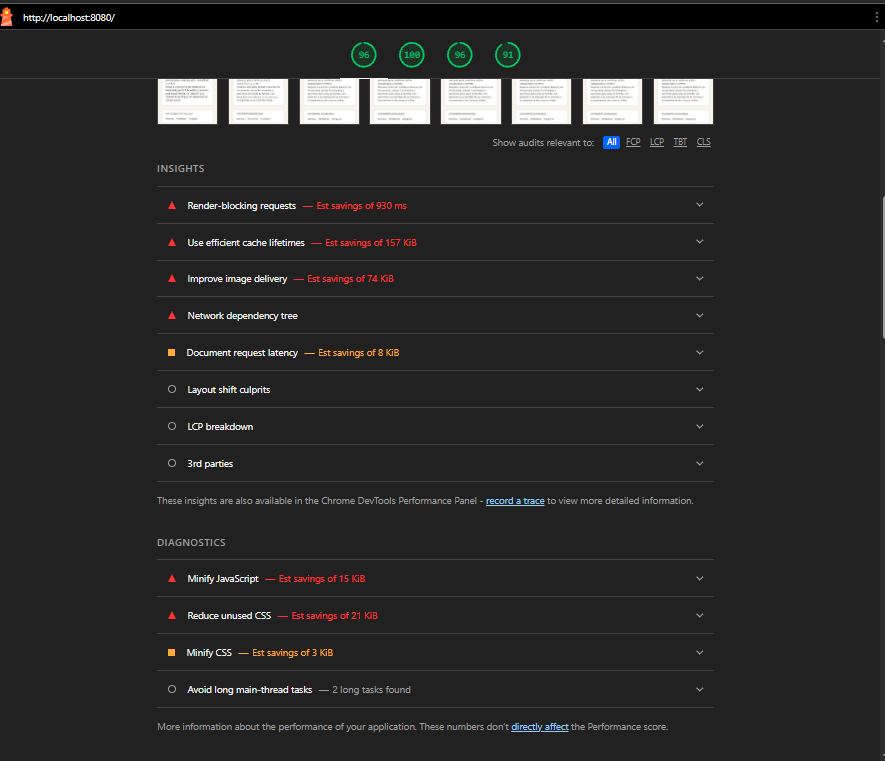 http://localhost:8080/
96 100 96 91
Show audits relevant to: All FCP LCP TBT CLS
INSIGHTS
Render-blocking requests — Est savings of 930 ms
Use efficient cache lifetimes — Est savings of 157 KiB
Improve image delivery — Est savings of 74 KiB
Network dependency tree
Document request latency — Est savings of 8 KiB
Layout shift culprits
LCP breakdown
3rd parties
These insights are also available in the Chrome DevTools Performance Panel - record a trace to view more detailed information.
DIAGNOSTICS
Minify JavaScript — Est savings of 15 KiB
Reduce unused CSS — Est savings of 21 KiB
Minify CSS — Est savings of 3 KiB
Avoid long main-thread tasks — 2 long tasks found
More information about the performance of your application. These numbers don't directly affect the Performance score.